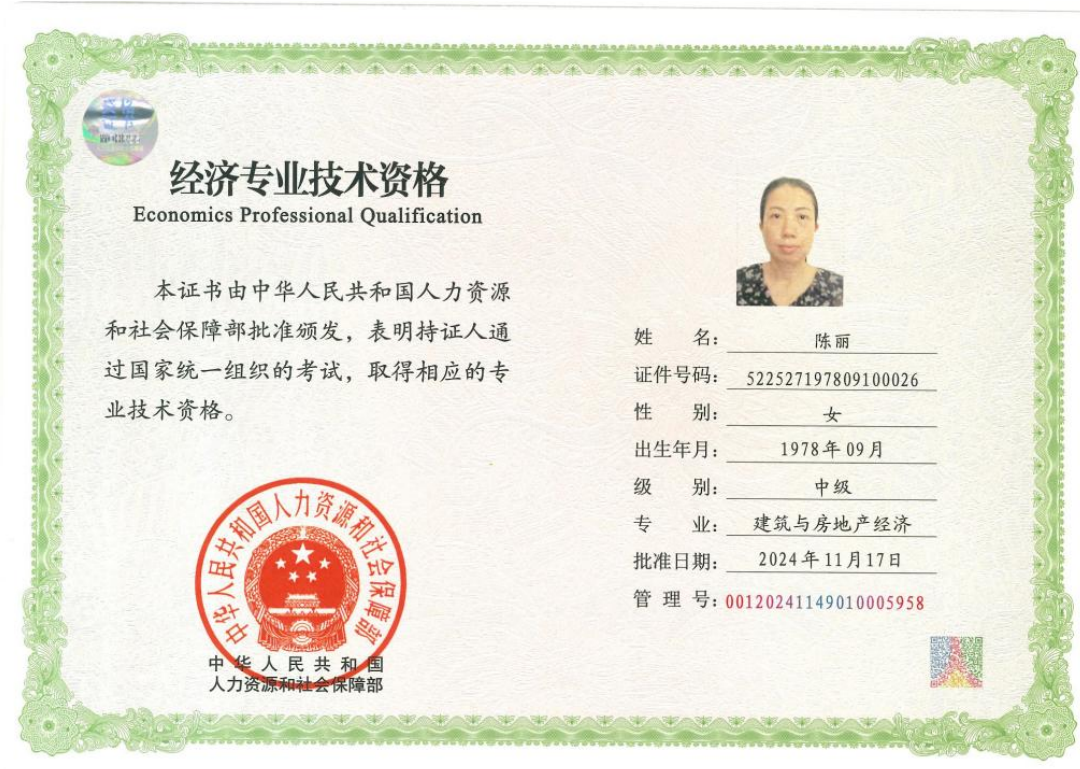 经济专业技术资格
Economics Professional Qualification
本证书由中华人民共和国人力资源
和社会保障部批准颁发，表明持证人通
过国家统一组织的考试，取得相应的专
业技术资格。
中华人民共和国人力资源和社会保障部
中华人民共和国
人力资源和社会保障部
姓名：陈丽
证件号码：522527197809100026
性别：女
出生年月：1978年09月
级别：中级
专业：建筑与房地产经济
批准日期：2024年11月17日
管理号：00120241149010005958